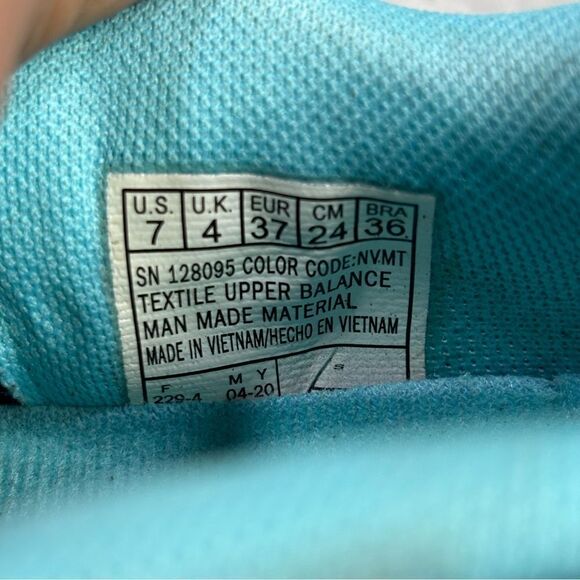 U.S. U.K. EUR CM BRA
7 4 37 24 36
SN 128095 COLOR CODE:NVMT
TEXTILE UPPER BALANCE
MAN MADE MATERIAL
MADE IN VIETNAM/HECHO EN VIETNAM
F M Y S
229-4 04-20